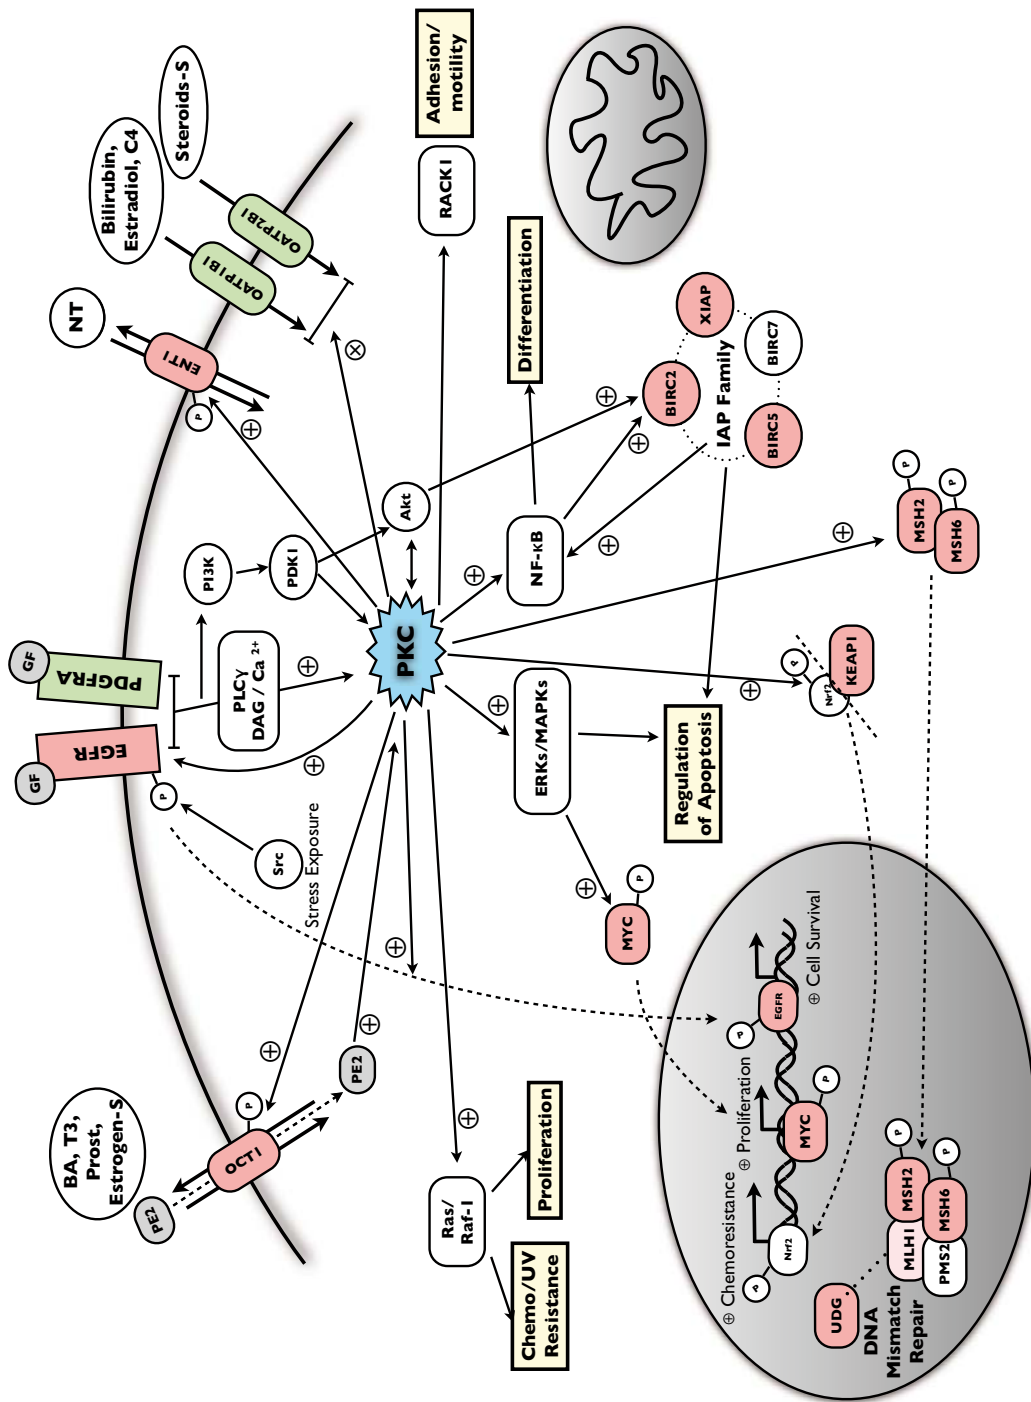 BA, T3,
Prost,
Estrogen-S
PE2
OCT1
P
PE2
⊕
⊕
GF
EGFR
P
GF
PDGFRA
Src
Stress Exposure
⊕
⊕
PLCγ
DAG / Ca 2+
⊕
PI3K
PDK1
Akt
NT
ENT1
P
⊕
Bilirubin,
Estradiol, C4
OATP1B1
Steroids-S
OATP2B1
⊗
PKC
RACK1
Adhesion/
motility
⊕
Ras/
Raf-1
Chemo/UV
Resistance
Proliferation
⊕
ERKs/MAPKs
⊕
MYC
P
Regulation
of Apoptosis
⊕
NF-κB
Differentiation
⊕
⊕
⊕
BIRC2
XIAP
IAP Family
BIRC5
BIRC7
⊕
P
Nrf2
KEAP1
⊕
MSH2
P
MSH6
P
⊕ Chemoresistance
P
Nrf2
⊕ Proliferation
MYC
P
P
EGFR
⊕ Cell Survival
UDG
DNA
Mismatch
Repair
MLH1
MSH2
P
PMS2
MSH6
P